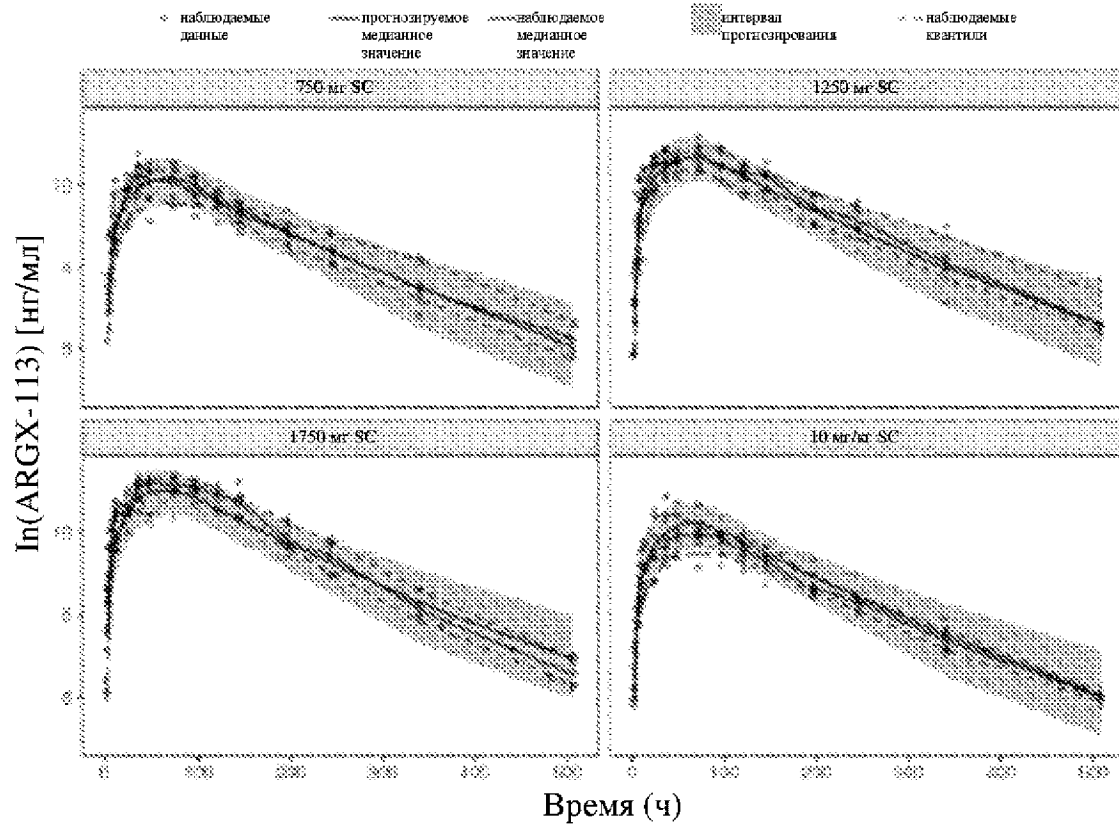 наблюдаемые данные
прогнозируемое медианное значение
наблюдаемое медианное значение
интервал прогнозирования
наблюдаемые квантили
750 мг SC
1250 мг SC
1750 мг SC
10 мг/кг SC
ln(ARGX-113) [нг/мл]
Время (ч)